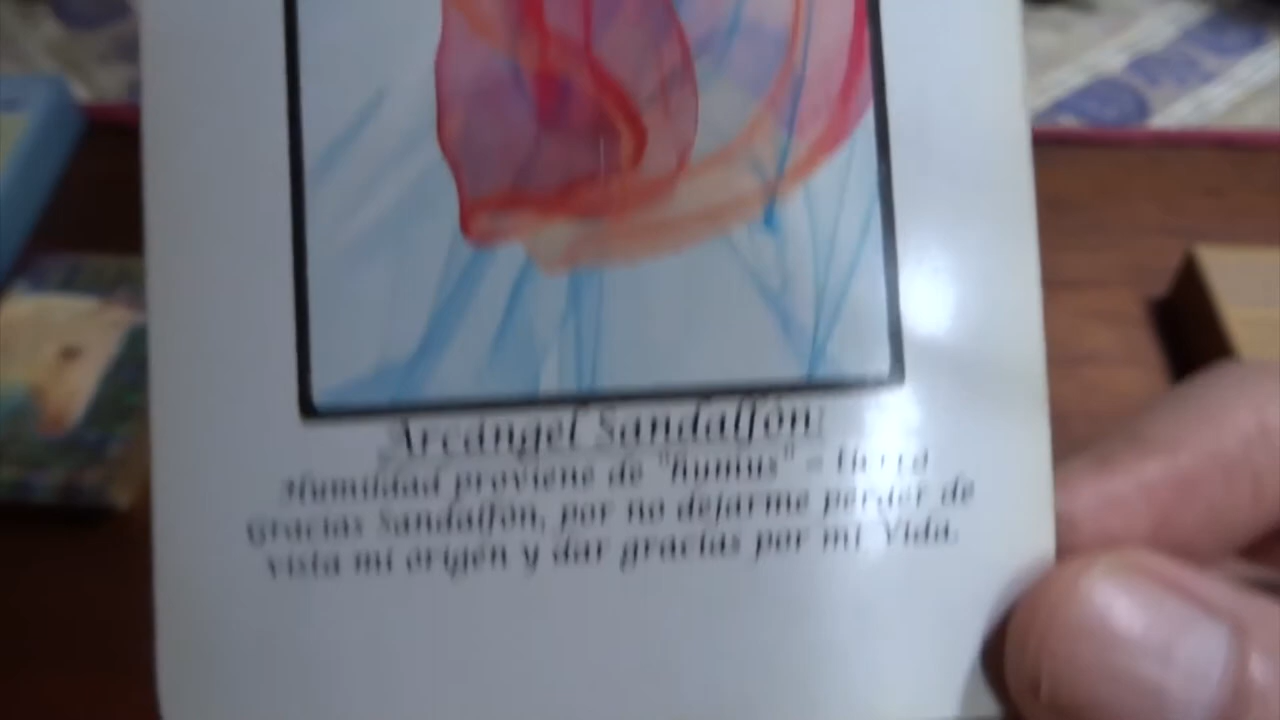 Arcángel Sandalfón:
Humildad proviene de "humus" = tierra
Gracias Sandalfón, por no dejarme perder de
vista mi origen y dar gracias por mi Vida.